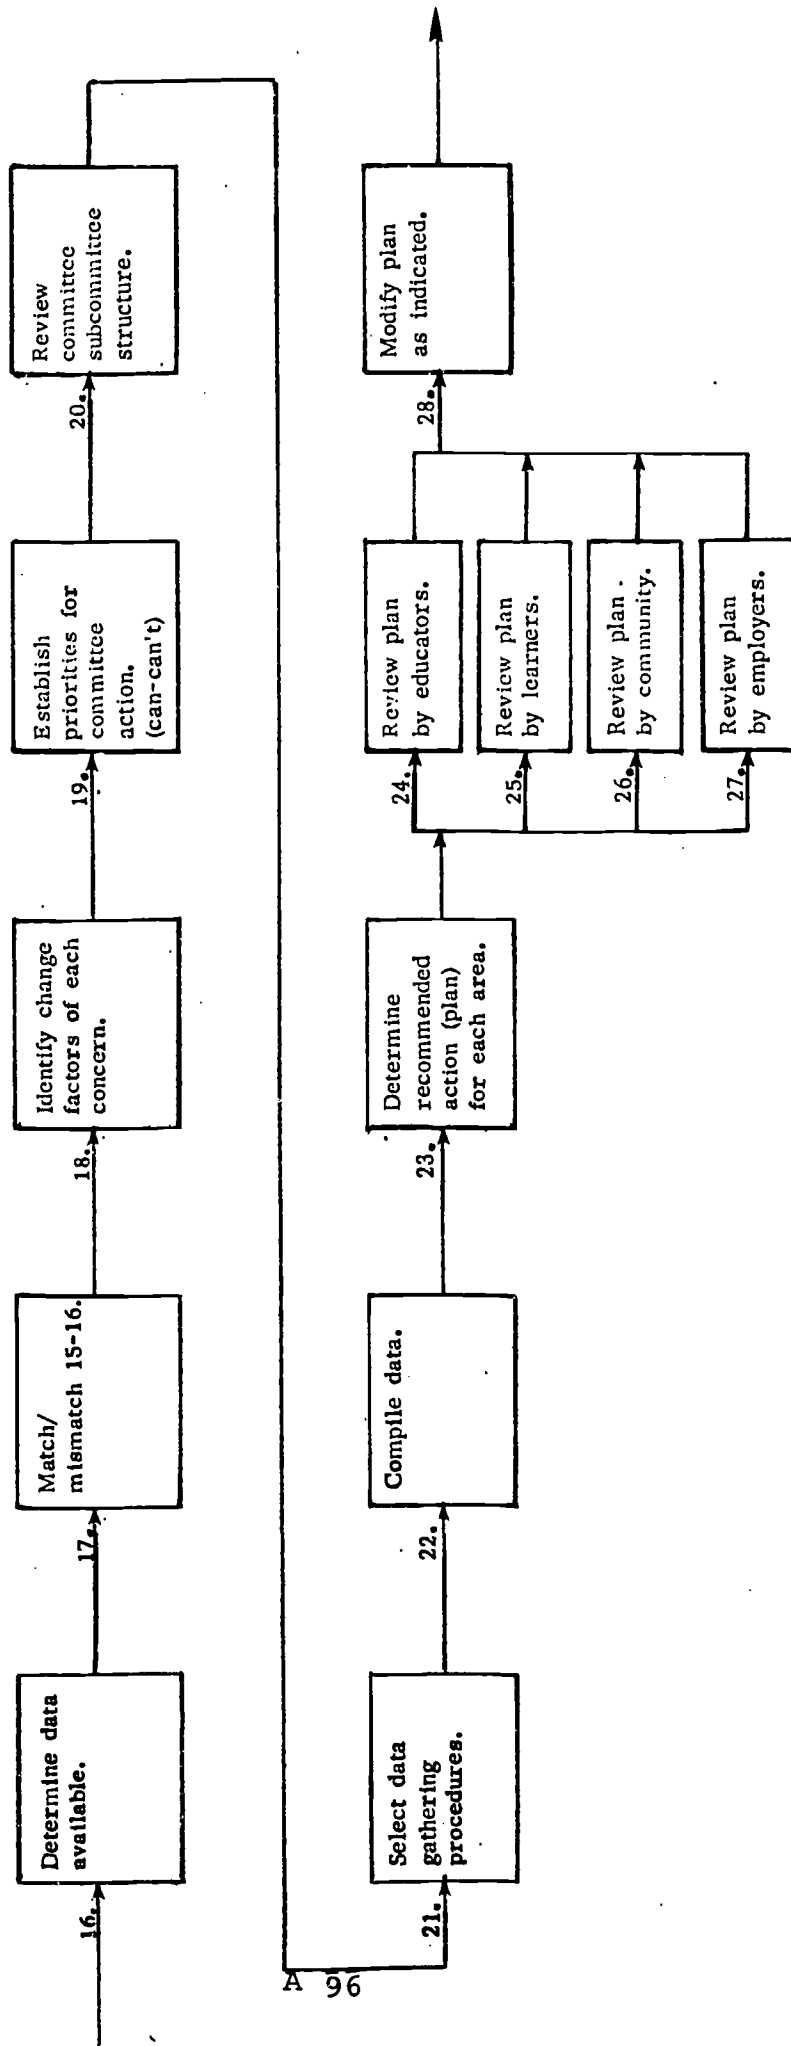 16.
Determine data
available.
17.
Match/
mismatch 15-16.
18.
Identify change
factors of each
concern.
19.
Establish
priorities for
committee
action.
(can-can't)
20.
Review
committee
subcommittee
structure.
21.
Select data
gathering
procedures.
22.
Compile data.
23.
Determine
recommended
action (plan)
for each area.
24.
Review plan
by educators.
25.
Review plan
by learners.
26.
Review plan
by community.
27.
Review plan
by employers.
28.
Modify plan
as indicated.
A 96